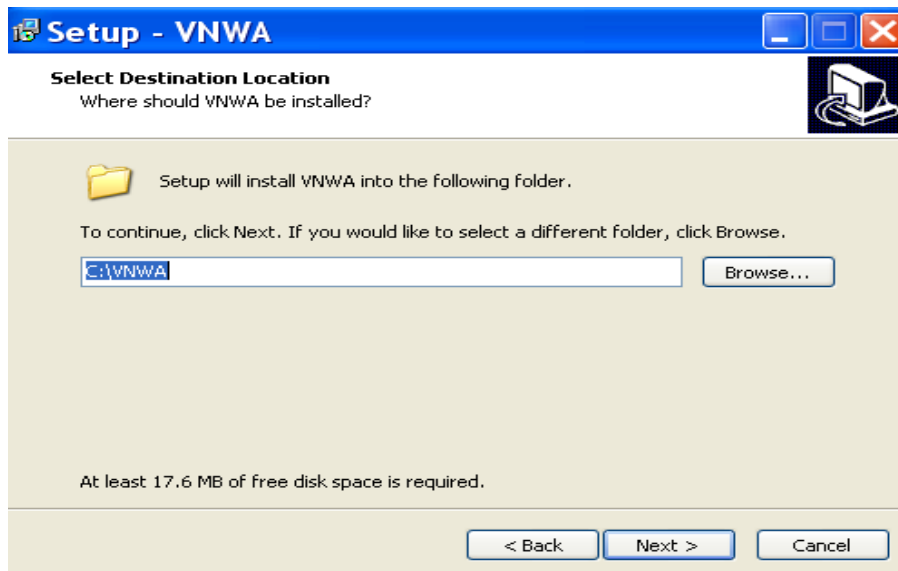 Setup - VNWA
Select Destination Location
Where should VNWA be installed?
Setup will install VNWA into the following folder.
To continue, click Next. If you would like to select a different folder, click Browse.
C:\VNWA
Browse...
At least 17.6 MB of free disk space is required.
< Back
Next >
Cancel